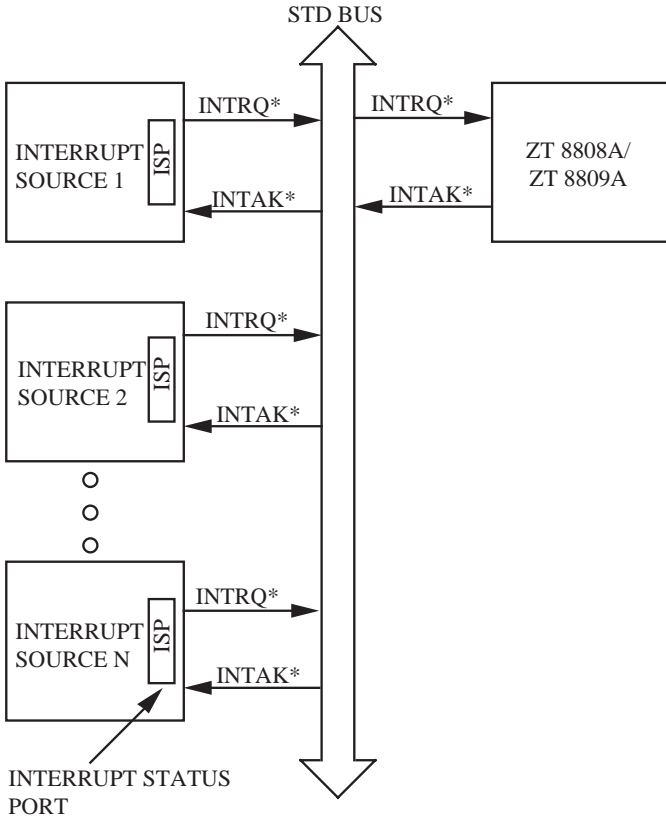 STD BUS
INTERRUPT
SOURCE 1
ISP
INTRQ*
INTAK*
INTRQ*
INTAK*
ZT 8808A/
ZT 8809A
INTERRUPT
SOURCE 2
ISP
INTRQ*
INTAK*
INTERRUPT
SOURCE N
ISP
INTRQ*
INTAK*
INTERRUPT STATUS
PORT